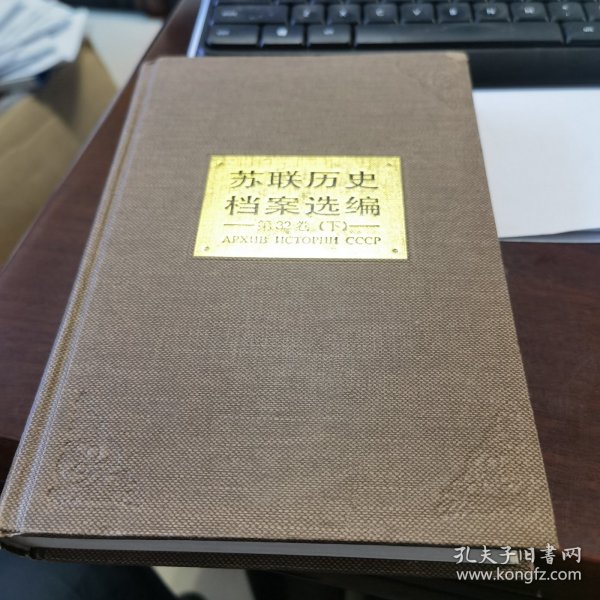 苏联历史
档案选编
第32卷(下)
АРХИВ ИСТОРИИ СССР
孔夫子旧书网
www.kongfz.com